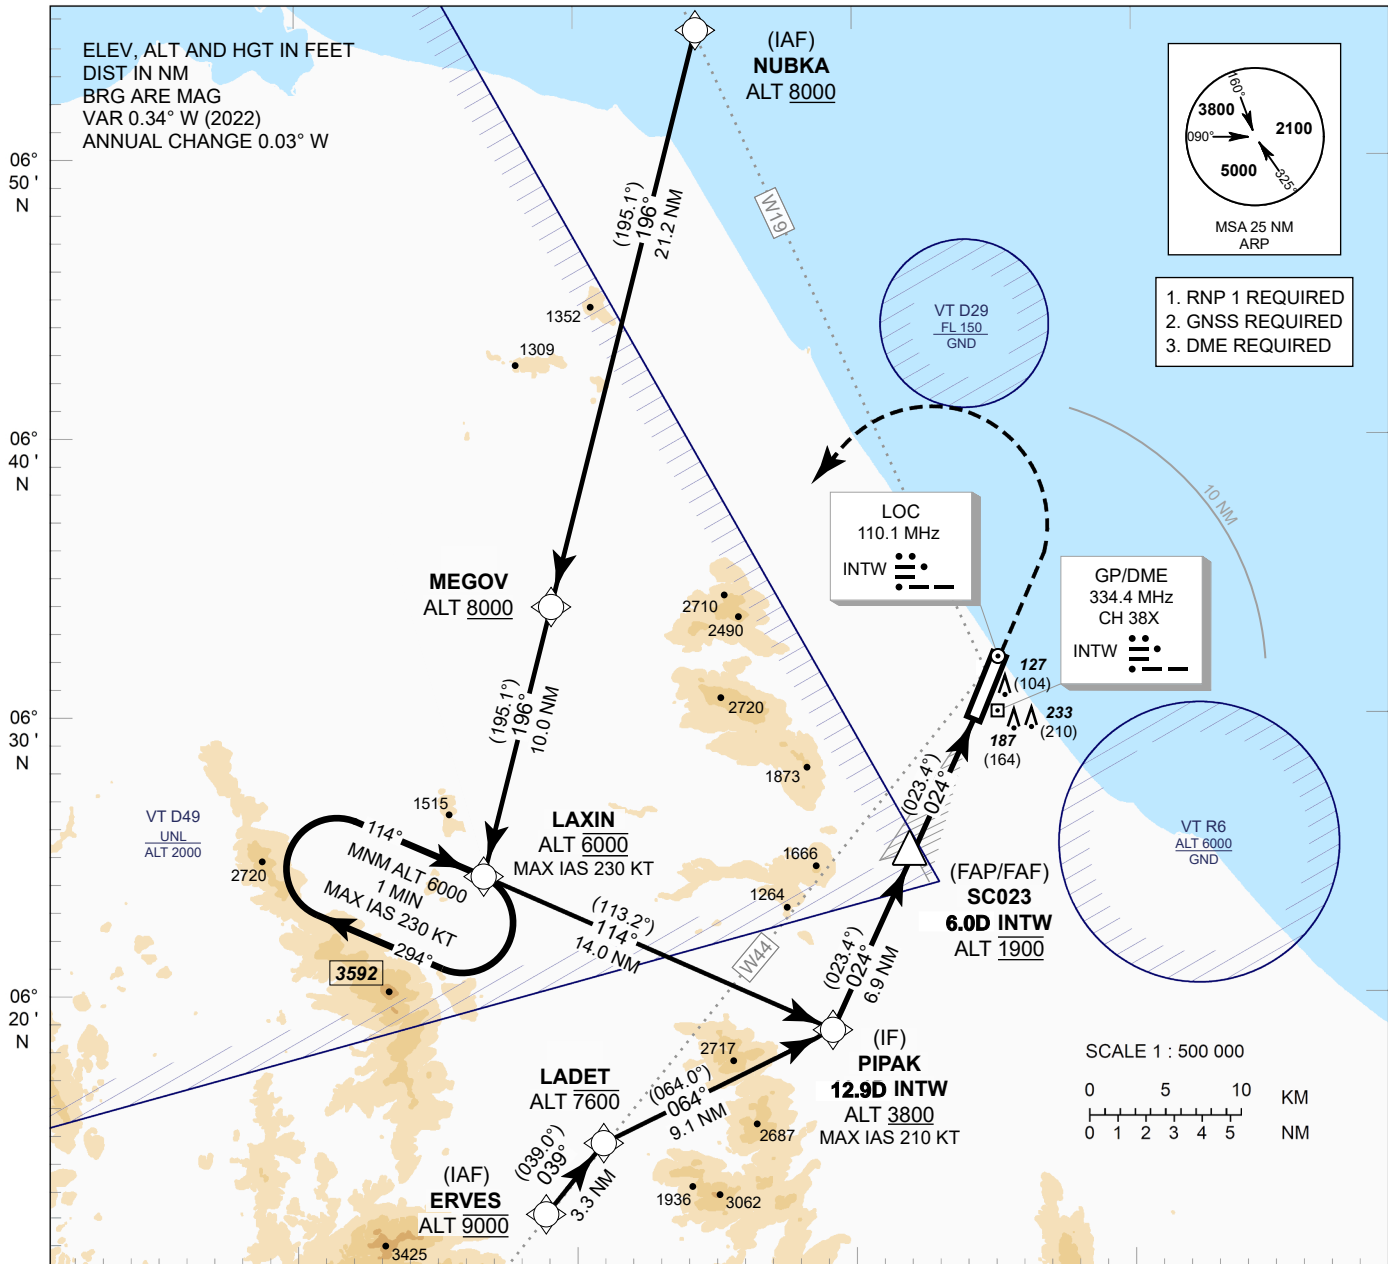 ELEV, ALT AND HGT IN FEET
DIST IN NM
BRG ARE MAG
VAR 0.34° W (2022)
ANNUAL CHANGE 0.03° W
(IAF)
NUBKA
ALT 8000
160°
3800
2100
090°
5000
325°
MSA 25 NM
ARP
1. RNP 1 REQUIRED
2. GNSS REQUIRED
3. DME REQUIRED
06°
50 '
N
(195.1°)
196°
21.2 NM
W19
VT D29
FL 150
GND
1352
1309
06°
40 '
N
10 NM
LOC
110.1 MHz
INTW
GP/DME
334.4 MHz
CH 38X
INTW
MEGOV
ALT 8000
2710
2490
127
(104)
233
(210)
187
(164)
2720
(195.1°)
196°
10.0 NM
06°
30 '
N
1873
(023.4°)
024°
1515
VT D49
UNL
ALT 2000
2720
114°
MNM ALT 6000
1 MIN
MAX IAS 230 KT
294°
LAXIN
ALT 6000
MAX IAS 230 KT
VT R6
ALT 6000
GND
1666
1264
(FAP/FAF)
SC023
6.0D INTW
ALT 1900
(113.2°)
114°
14.0 NM
W44
(023.4°)
024°
6.9 NM
3592
06°
20 '
N
(IF)
PIPAK
12.9D INTW
ALT 3800
MAX IAS 210 KT
2717
LADET
ALT 7600
(064.0°)
064°
9.1 NM
2687
SCALE 1 : 500 000
0 5 10 KM
0 1 2 3 4 5 NM
(039.0°)
039°
3.3 NM
(IAF)
ERVES
ALT 9000
1936
3062
3425